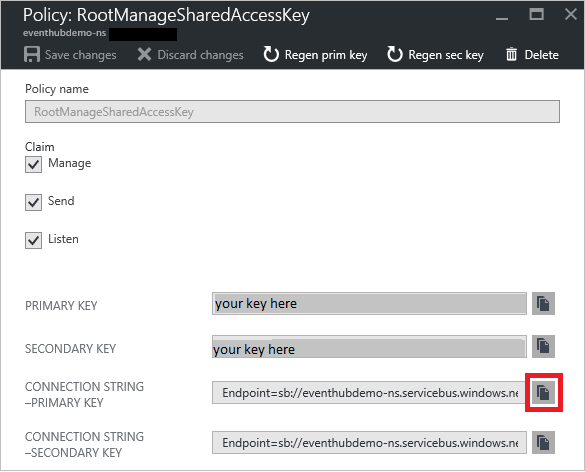 Policy: RootManageSharedAccessKey
eventhubdemo-ns
Save changes Discard changes Regen prim key Regen sec key Delete
Policy name
RootManageSharedAccessKey
Claim
Manage
Send
Listen
PRIMARY KEY your key here
SECONDARY KEY your key here
CONNECTION STRING
–PRIMARY KEY Endpoint=sb://eventhubdemo-ns.servicebus.windows.ne
CONNECTION STRING
–SECONDARY KEY Endpoint=sb://eventhubdemo-ns.servicebus.windows.ne